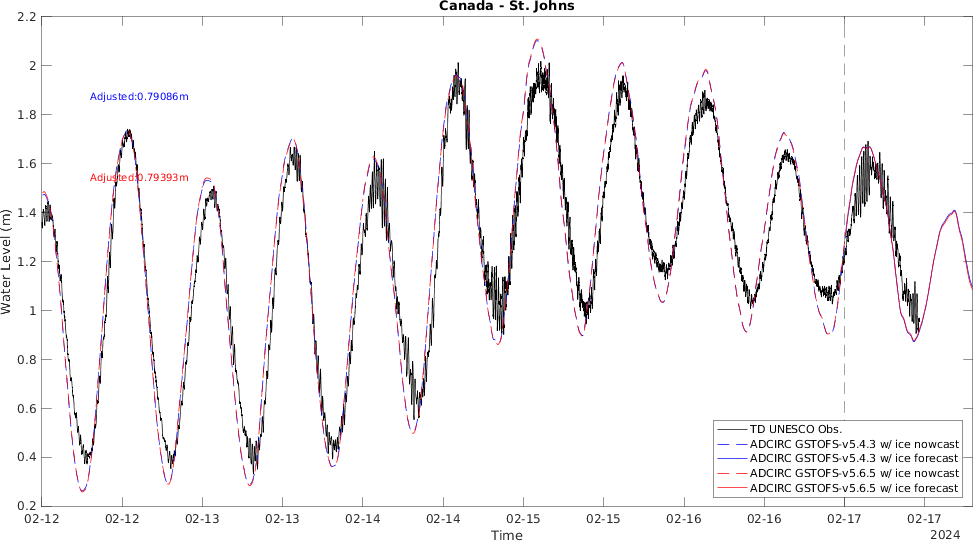 Canada - St. Johns
2.2
2
1.8
1.6
1.4
1.2
1
0.8
0.6
0.4
0.2
Water Level (m)
Adjusted:0.79086m
Adjusted:0.79393m
TD UNESCO Obs.
ADCIRC GSTOFS-v5.4.3 w/ ice nowcast
ADCIRC GSTOFS-v5.4.3 w/ ice forecast
ADCIRC GSTOFS-v5.6.5 w/ ice nowcast
ADCIRC GSTOFS-v5.6.5 w/ ice forecast
02-12 02-12 02-13 02-13 02-14 02-14 02-15 02-15 02-16 02-16 02-17 02-17
Time
2024